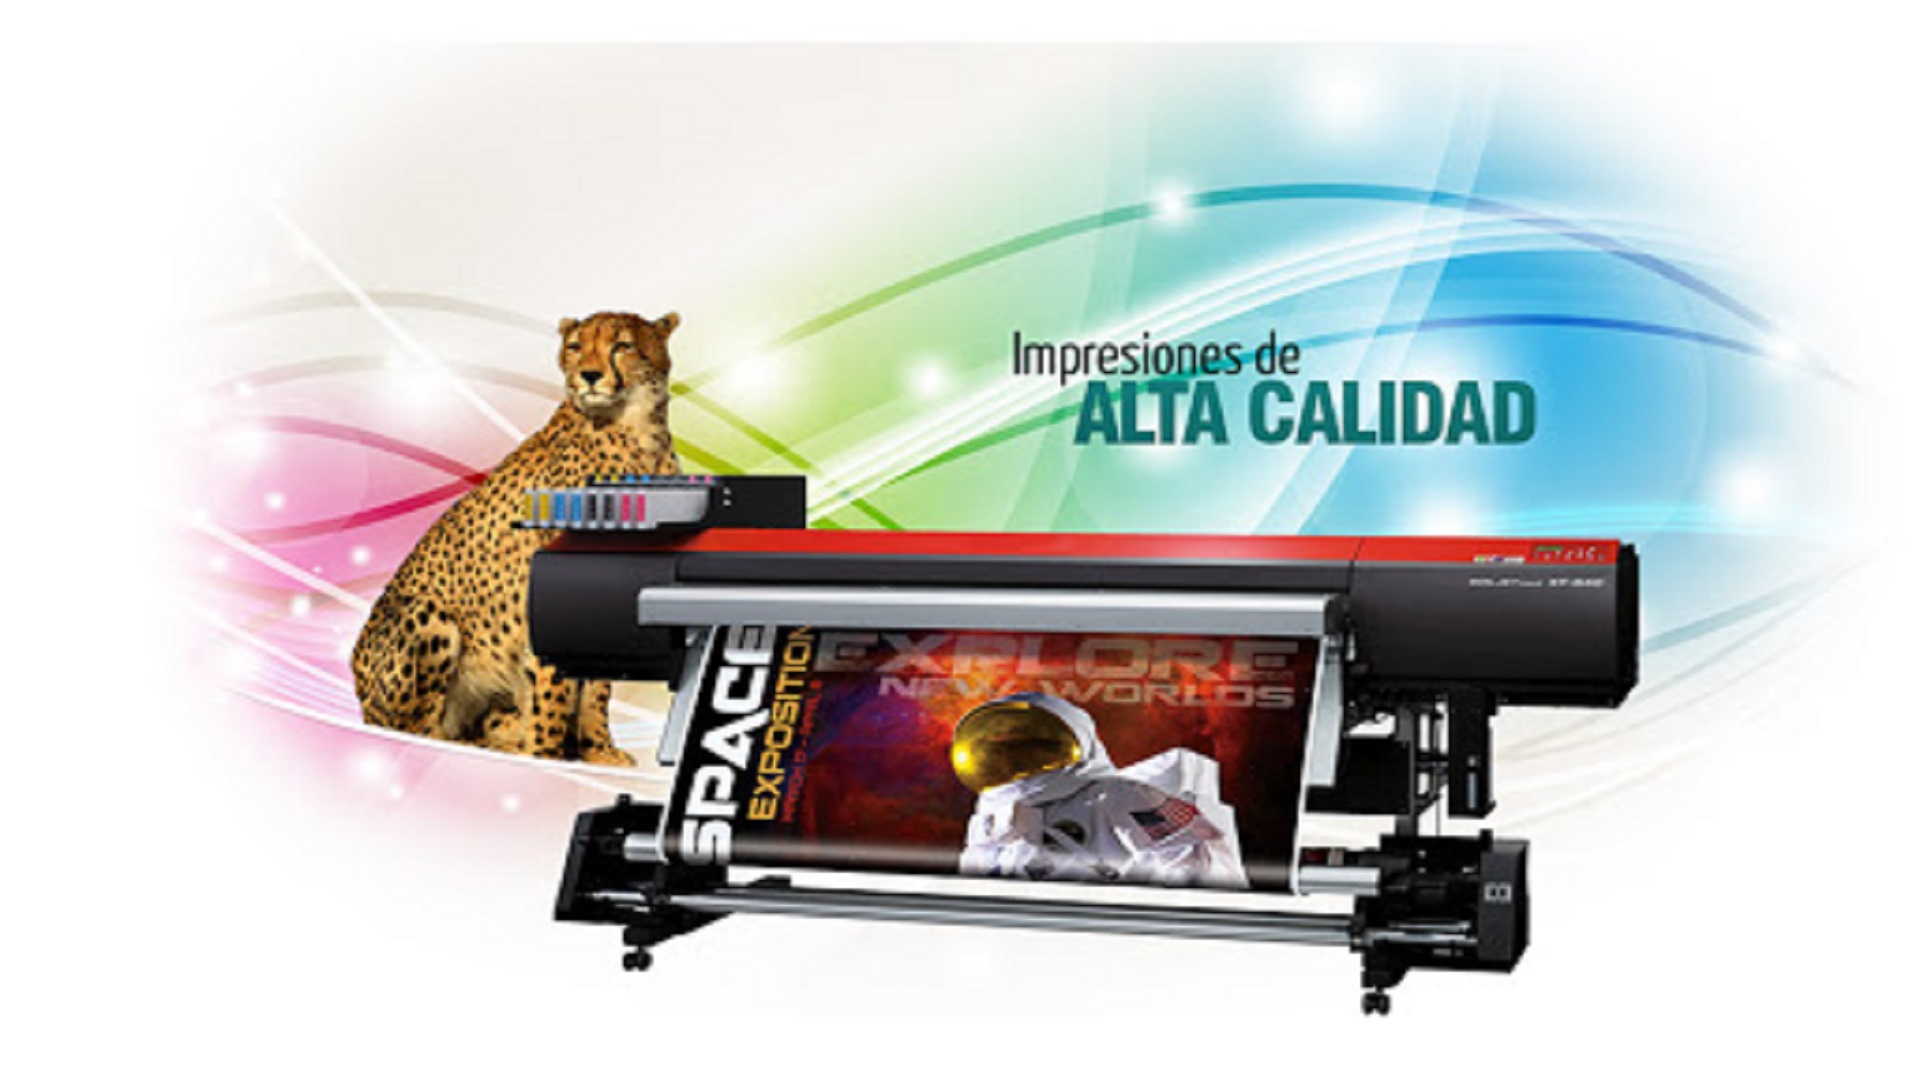 Impresiones de
ALTA CALIDAD
SPACE
EXPOSITION
EXPLORE
NEW WORLDS